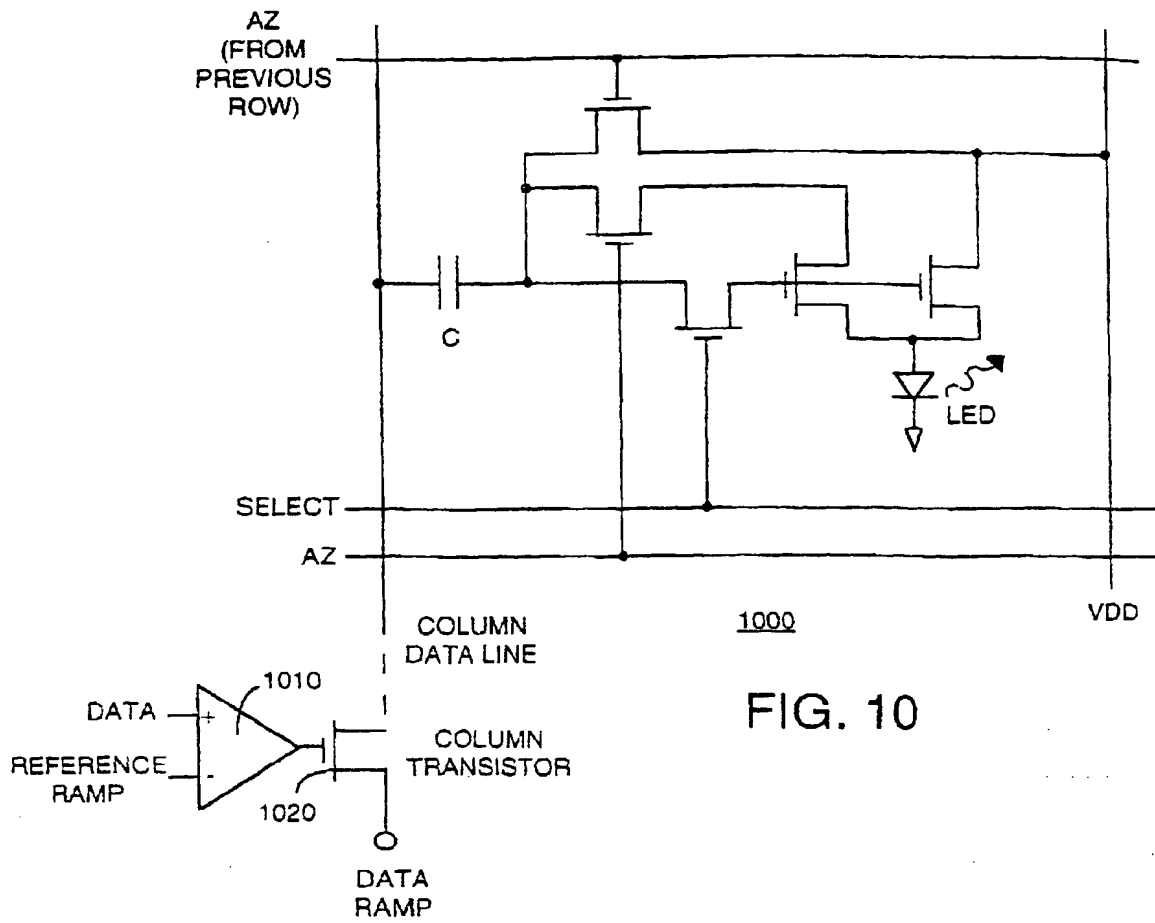 AZ
(FROM
PREVIOUS
ROW)
C
LED
SELECT
AZ
1000
VDD
COLUMN
DATA LINE
1010
DATA
+
REFERENCE
RAMP
-
1020
COLUMN
TRANSISTOR
FIG. 10
DATA
RAMP